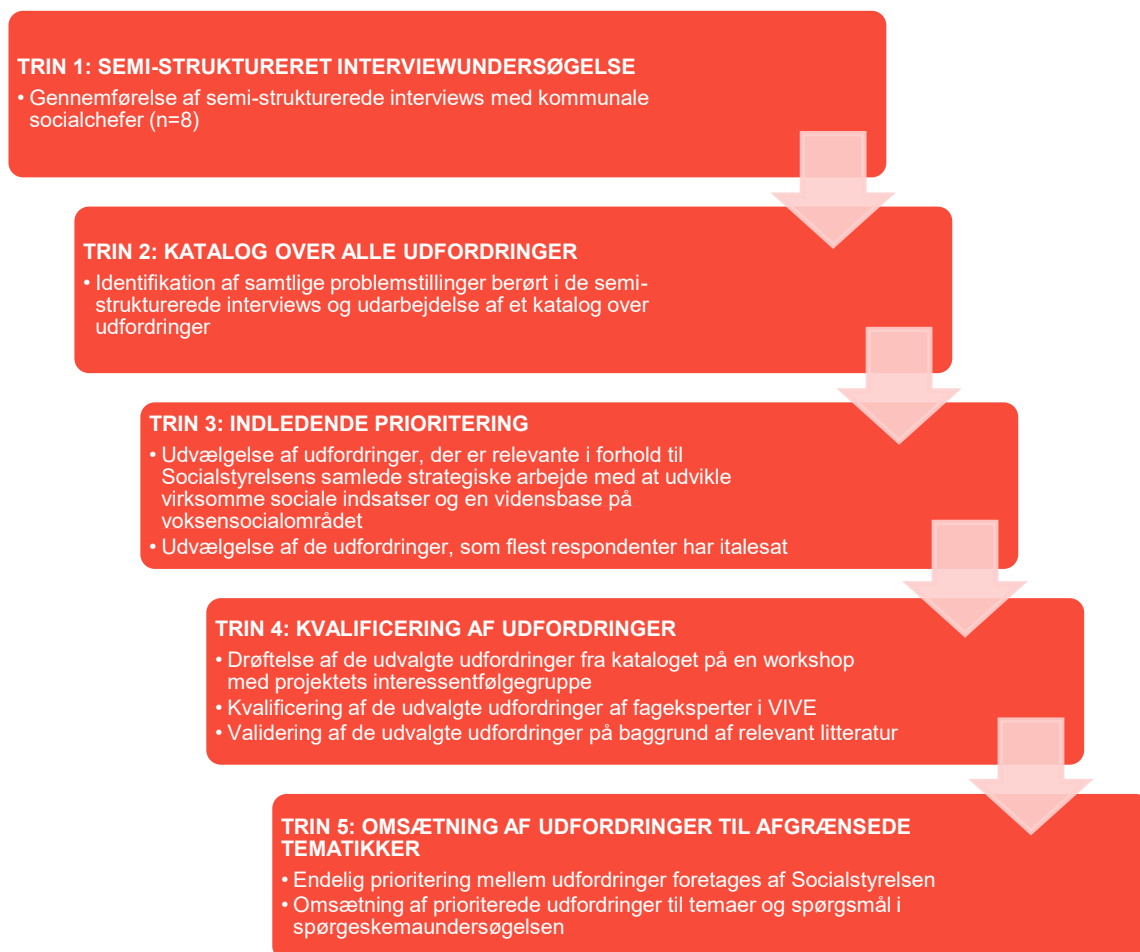 TRIN 1: SEMI-STRUKTURERET INTERVIEWUNDERSØGELSE
• Gennemførelse af semi-strukturerede interviews med kommunale
socialchefer (n=8)
TRIN 2: KATALOG OVER ALLE UDFORDRINGER
• Identifikation af samtlige problemstillinger berørt i de semi-
strukturerede interviews og udarbejdelse af et katalog over
udfordringer
TRIN 3: INDLEDENDE PRIORITERING
• Udvælgelse af udfordringer, der er relevante i forhold til
Socialstyrelsens samlede strategiske arbejde med at udvikle
virksomme sociale indsatser og en vidensbase på
voksensocialområdet
• Udvælgelse af de udfordringer, som flest respondenter har italesat
TRIN 4: KVALIFICERING AF UDFORDRINGER
• Drøftelse af de udvalgte udfordringer fra kataloget på en workshop
med projektets interessentfølgegruppe
• Kvalificering af de udvalgte udfordringer af fageksperter i VIVE
• Validering af de udvalgte udfordringer på baggrund af relevant litteratur
TRIN 5: OMSÆTNING AF UDFORDRINGER TIL AFGRÆNSEDE
TEMATIKKER
• Endelig prioritering mellem udfordringer foretages af Socialstyrelsen
• Omsætning af prioriterede udfordringer til temaer og spørgsmål i
spørgeskemaundersøgelsen